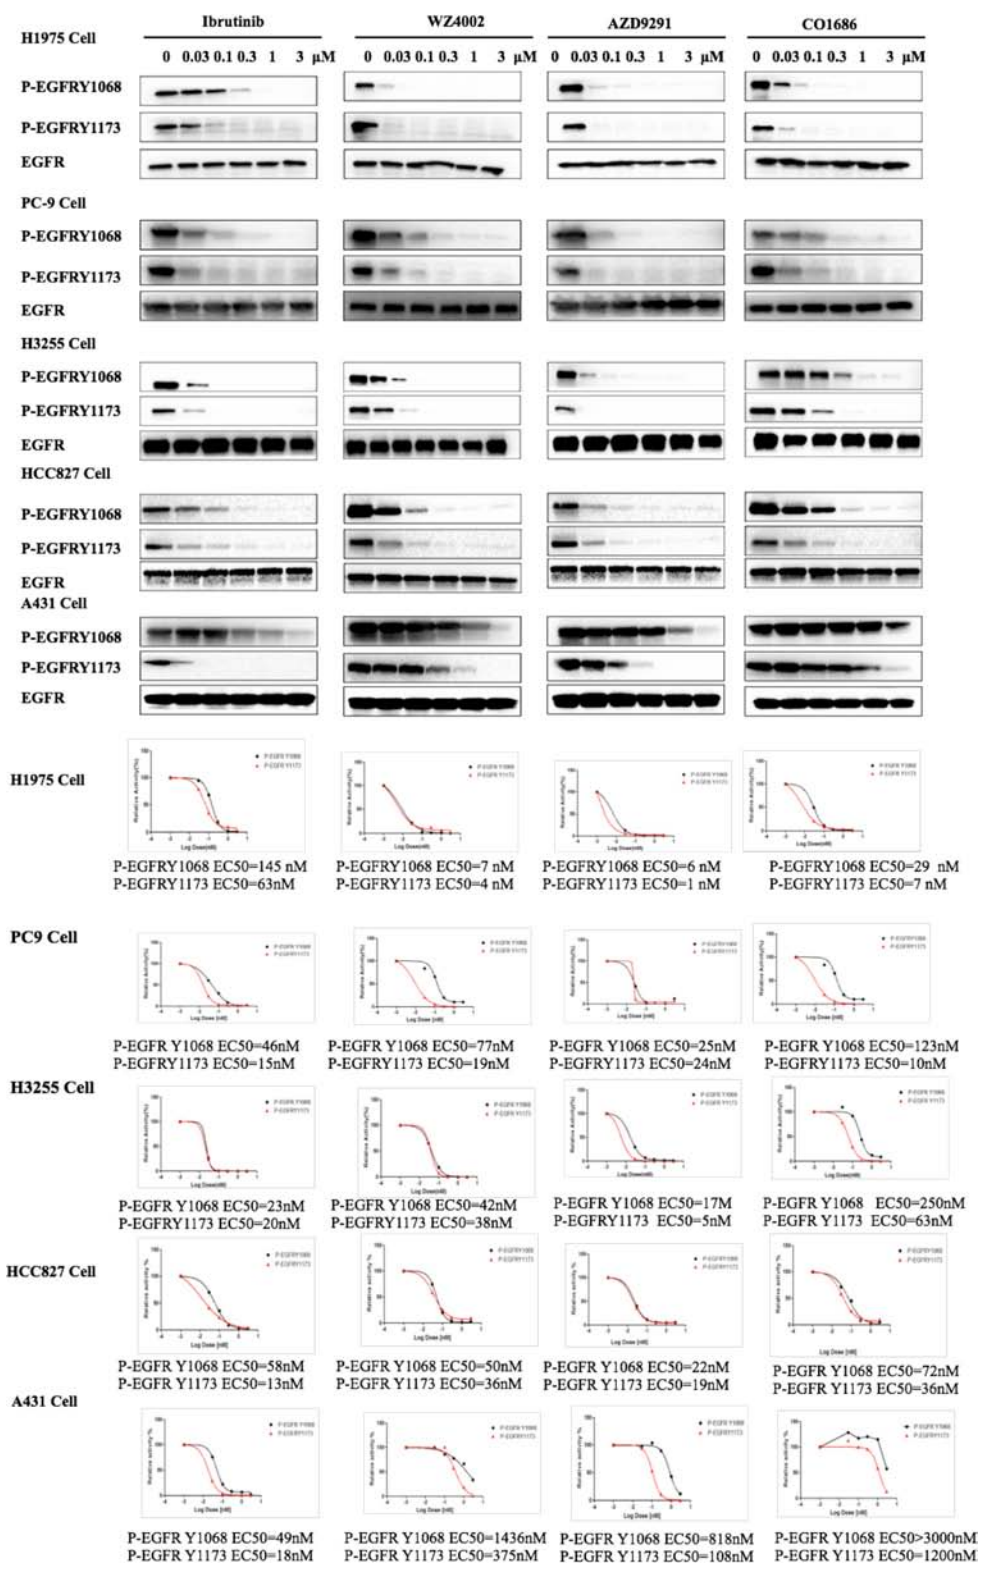 Ibrutinib WZ4002 AZD9291 CO1686
H1975 Cell
0 0.03 0.1 0.3 1 3 μM 0 0.03 0.1 0.3 1 3 μM 0 0.03 0.1 0.3 1 3 μM 0 0.03 0.1 0.3 1 3 μM
P-EGFRY1068
P-EGFRY1173
EGFR
PC-9 Cell
P-EGFRY1068
P-EGFRY1173
EGFR
H3255 Cell
P-EGFRY1068
P-EGFRY1173
EGFR
HCC827 Cell
P-EGFRY1068
P-EGFRY1173
EGFR
A431 Cell
P-EGFRY1068
P-EGFRY1173
EGFR
H1975 Cell
P-EGFRY1068 EC50=145 nM P-EGFRY1068 EC50=7 nM P-EGFRY1068 EC50=6 nM P-EGFRY1068 EC50=29 nM
P-EGFRY1173 EC50=63nM P-EGFRY1173 EC50=4 nM P-EGFRY1173 EC50=1 nM P-EGFRY1173 EC50=7 nM
PC9 Cell
P-EGFR Y1068 EC50=46nM P-EGFR Y1068 EC50=77nM P-EGFR Y1068 EC50=25nM P-EGFR Y1068 EC50=123nM
P-EGFRY1173 EC50=15nM P-EGFRY1173 EC50=19nM P-EGFRY1173 EC50=24nM P-EGFRY1173 EC50=10nM
H3255 Cell
P-EGFR Y1068 EC50=23nM P-EGFR Y1068 EC50=42nM P-EGFR Y1068 EC50=17M P-EGFR Y1068 EC50=250nM
P-EGFRY1173 EC50=20nM P-EGFRY1173 EC50=38nM P-EGFRY1173 EC50=5nM P-EGFR Y1173 EC50=63nM
HCC827 Cell
P-EGFR Y1068 EC50=58nM P-EGFR Y1068 EC50=50nM P-EGFR Y1068 EC50=22nM P-EGFR Y1068 EC50=72nM
P-EGFR Y1173 EC50=13nM P-EGFR Y1173 EC50=36nM P-EGFR Y1173 EC50=19nM P-EGFR Y1173 EC50=36nM
A431 Cell
P-EGFR Y1068 EC50=49nM P-EGFR Y1068 EC50=1436nM P-EGFR Y1068 EC50=818nM P-EGFR Y1068 EC50>3000nM
P-EGFR Y1173 EC50=18nM P-EGFR Y1173 EC50=375nM P-EGFR Y1173 EC50=108nM P-EGFR Y1173 EC50=1200nM